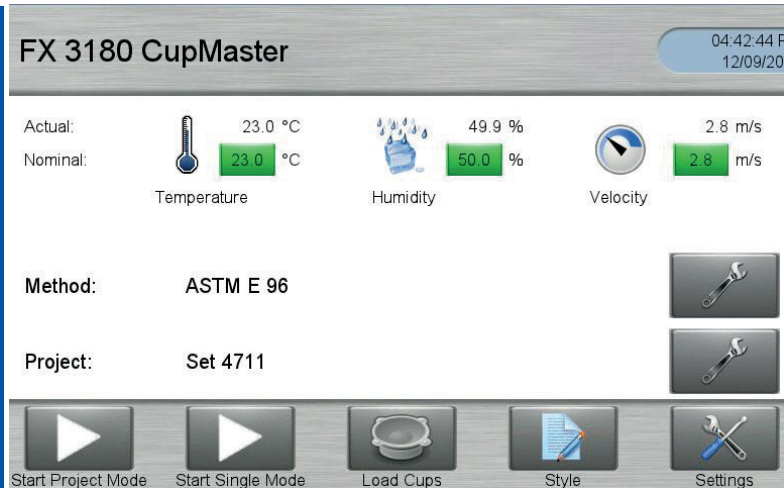 FX 3180 CupMaster
04:42:44
12/09/20
Actual: 23.0 °C 49.9 % 2.8 m/s
Nominal: 23.0 °C 50.0 % 2.8 m/s
Temperature Humidity Velocity
Method: ASTM E 96
Project: Set 4711
Start Project Mode Start Single Mode Load Cups Style Settings